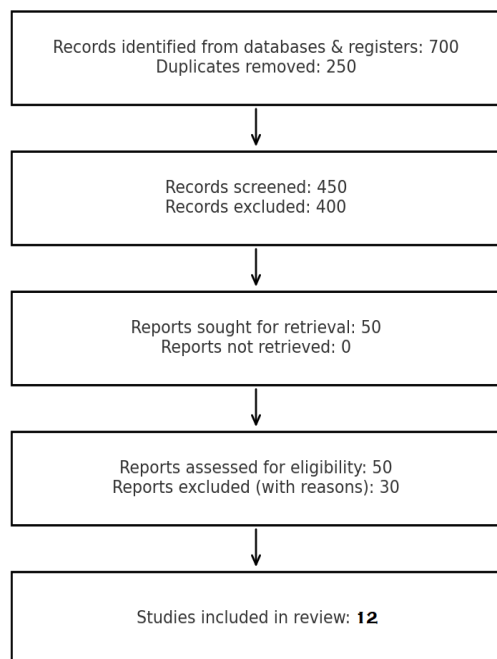 Records identified from databases & registers: 700
Duplicates removed: 250
Records screened: 450
Records excluded: 400
Reports sought for retrieval: 50
Reports not retrieved: 0
Reports assessed for eligibility: 50
Reports excluded (with reasons): 30
Studies included in review: 12